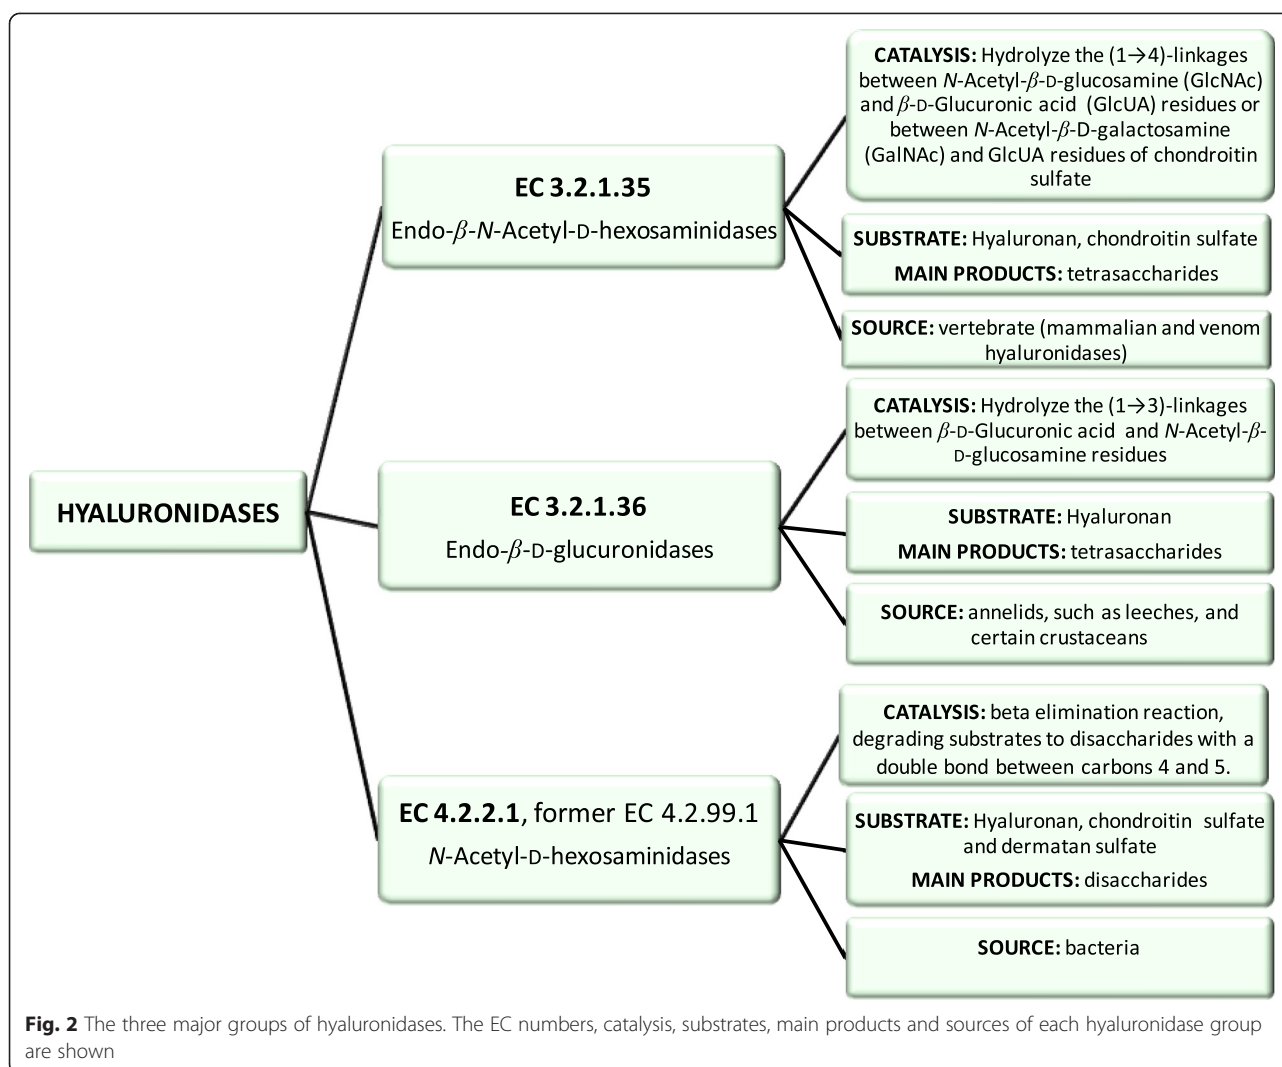 HYALURONIDASES
EC 3.2.1.35
Endo-β-N-Acetyl-D-hexosaminidases
CATALYSIS: Hydrolyze the (1→4)-linkages
between N-Acetyl-β-D-glucosamine (GlcNAc)
and β-D-Glucuronic acid (GlcUA) residues or
between N-Acetyl-β-D-galactosamine
(GalNAc) and GlcUA residues of chondroitin
sulfate
SUBSTRATE: Hyaluronan, chondroitin sulfate
MAIN PRODUCTS: tetrasaccharides
SOURCE: vertebrate (mammalian and venom
hyaluronidases)
EC 3.2.1.36
Endo-β-D-glucuronidases
CATALYSIS: Hydrolyze the (1→3)-linkages
between β-D-Glucuronic acid and N-Acetyl-β-
D-glucosamine residues
SUBSTRATE: Hyaluronan
MAIN PRODUCTS: tetrasaccharides
SOURCE: annelids, such as leeches, and
certain crustaceans
EC 4.2.2.1, former EC 4.2.99.1
N-Acetyl-D-hexosaminidases
CATALYSIS: beta elimination reaction,
degrading substrates to disaccharides with a
double bond between carbons 4 and 5.
SUBSTRATE: Hyaluronan, chondroitin sulfate
and dermatan sulfate
MAIN PRODUCTS: disaccharides
SOURCE: bacteria
Fig. 2 The three major groups of hyaluronidases. The EC numbers, catalysis, substrates, main products and sources of each hyaluronidase group
are shown